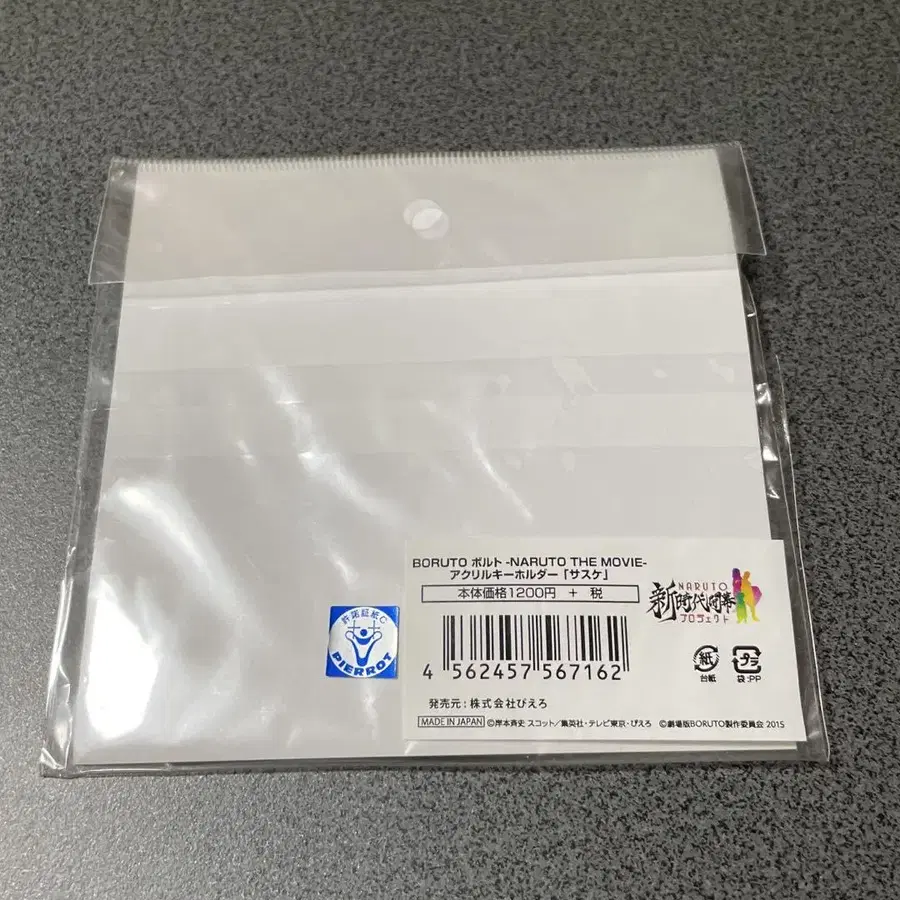 BORUTO ボルト -NARUTO THE MOVIE-
アクリルキーホルダー「サスケ」
本体価格1200円 + 税
NARUTO
新時代開幕
プロジェクト
許諾証紙C
PIERROT
4 562457 567162
紙
台紙
プラ
袋:PP
発売元:株式会社ぴえろ
MADE IN JAPAN ©岸本斉史 スコット/集英社・テレビ東京・ぴえろ ©劇場版BORUTO製作委員会 2015